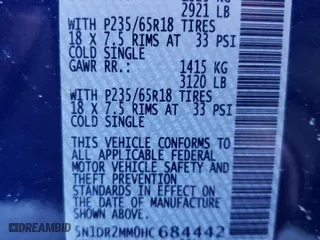 2921 LB
WITH P235/65R18 TIRES
18 X 7.5 RIMS AT 33 PSI
COLD SINGLE
GAWR RR.: 1415 KG
3120 LB
WITH P235/65R18 TIRES
18 X 7.5 RIMS AT 33 PSI
COLD SINGLE
THIS VEHICLE CONFORMS TO
ALL APPLICABLE FEDERAL
MOTOR VEHICLE SAFETY AND
THEFT PREVENTION
STANDARDS IN EFFECT ON
THE DATE OF MANUFACTURE
SHOWN ABOVE.
5N1DR2MM0HC684442
DREAMBID